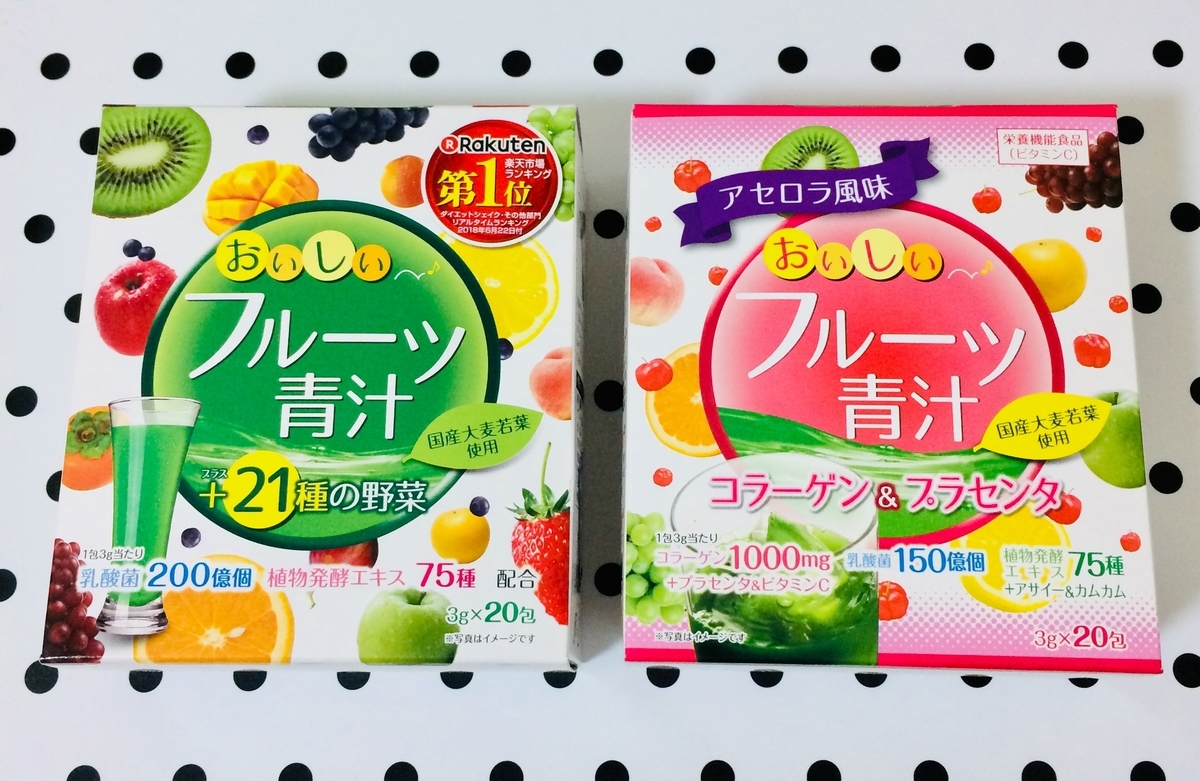 Rakuten
楽天市場
ランキング
第1位
ダイエットシェイク・その他部門
リアルタイムランキング
2018年6月22日付
おいしい
フルーツ
青汁
国産大麦若葉
使用
プラス
+21種の野菜
1包3g当たり
乳酸菌 200億個 植物発酵エキス 75種 配合
3g×20包
※写真はイメージです
栄養機能食品
(ビタミンC)
アセロラ風味
おいしい
フルーツ
青汁
国産大麦若葉
使用
コラーゲン&プラセンタ
1包3g当たり
コラーゲン1000mg
+プラセンタ&ビタミンC
乳酸菌150億個
植物発酵
エキス 75種
+アサイー&カムカム
※写真はイメージです
3g×20包